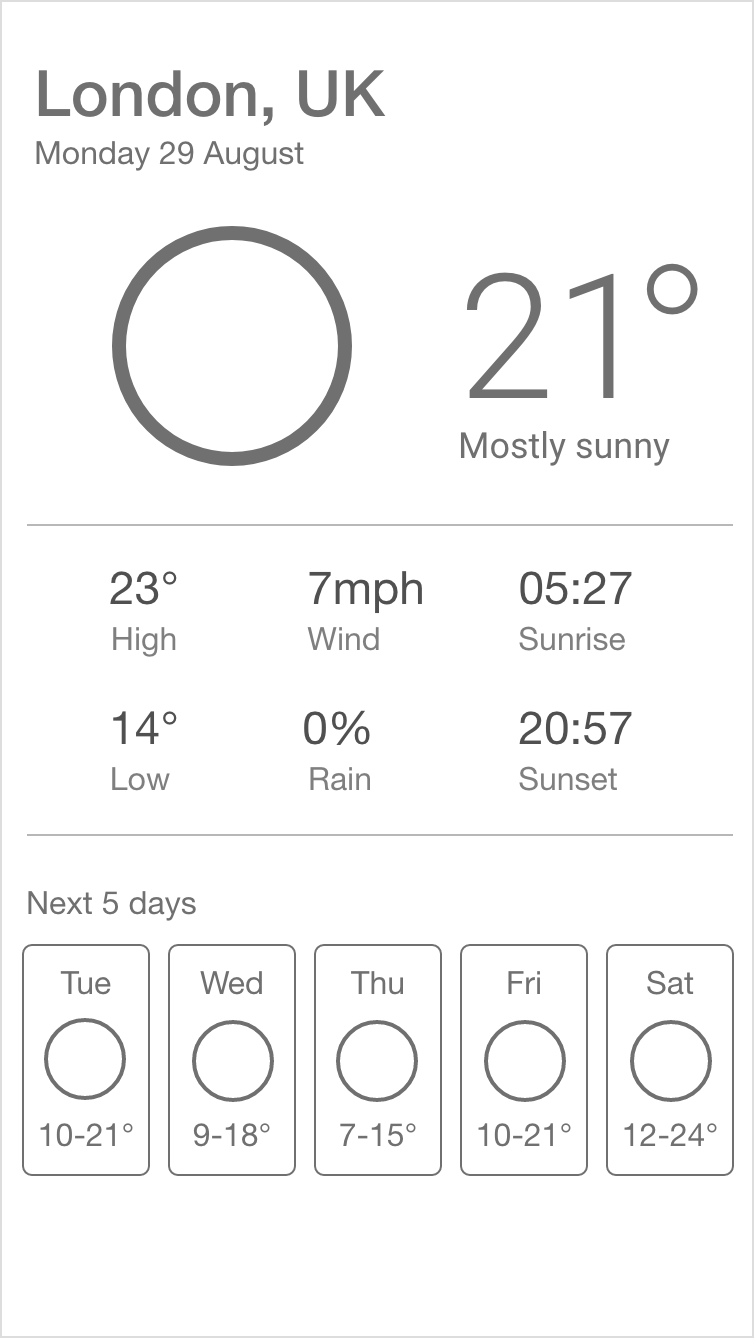 London, UK
Monday 29 August
21°
Mostly sunny
23° 7mph 05:27
High Wind Sunrise
14° 0% 20:57
Low Rain Sunset
Next 5 days
Tue Wed Thu Fri Sat
10-21° 9-18° 7-15° 10-21° 12-24°